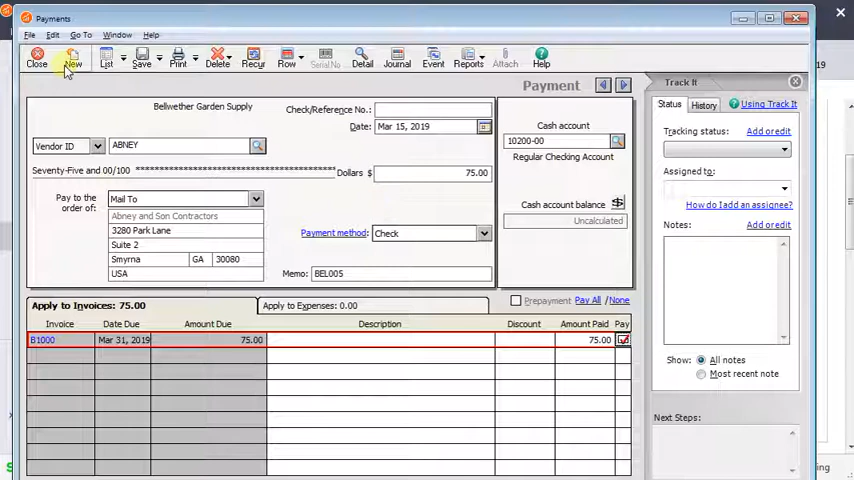 Payments
File Edit Go To Window Help
Close New List Save Print Delete Recur Row Serial No Detail Journal Event Reports Attach Help
Payment
Bellwether Garden Supply
Check/Reference No.:
Date: Mar 15, 2019
Vendor ID ABNEY
Seventy-Five and 00/100 ************************************ Dollars $ 75.00
Pay to the order of: Mail To
Abney and Son Contractors
3280 Park Lane
Suite 2
Smyrna GA 30080
USA
Payment method: Check
Memo: BEL005
Cash account
10200-00
Regular Checking Account
Cash account balance
Uncalculated
Apply to Invoices: 75.00 Apply to Expenses: 0.00
Prepayment Pay All /None
Invoice Date Due Amount Due Description Discount Amount Paid Pay
B1000 Mar 31, 2019 75.00 75.00
Track It
Status History Using Track It
Tracking status: Add or edit
Assigned to:
How do I add an assignee?
Notes: Add or edit
Show: All notes
Most recent note
Next Steps:
19
ing